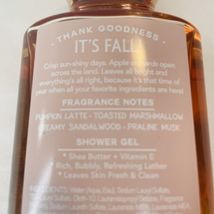 THANK GOODNESS
IT'S FALL
Crisp sun-shiny days. Apple orchards open
across the land. Leaves all bright and
everything's all right, because it's that time of
year when all your favorite ingredients are here!
FRAGRANCE NOTES
PUMPKIN LATTE - TOASTED MARSHMALLOW
CREAMY SANDALWOOD - PRALINE MUSK
SHOWER GEL
• Shea Butter + Vitamin E
• Rich, Bubbly, Refreshing Lather
• Leaves Skin Fresh & Clean
INGREDIENTS: Water (Aqua, Eau), Sodium Laureth Sulfate,